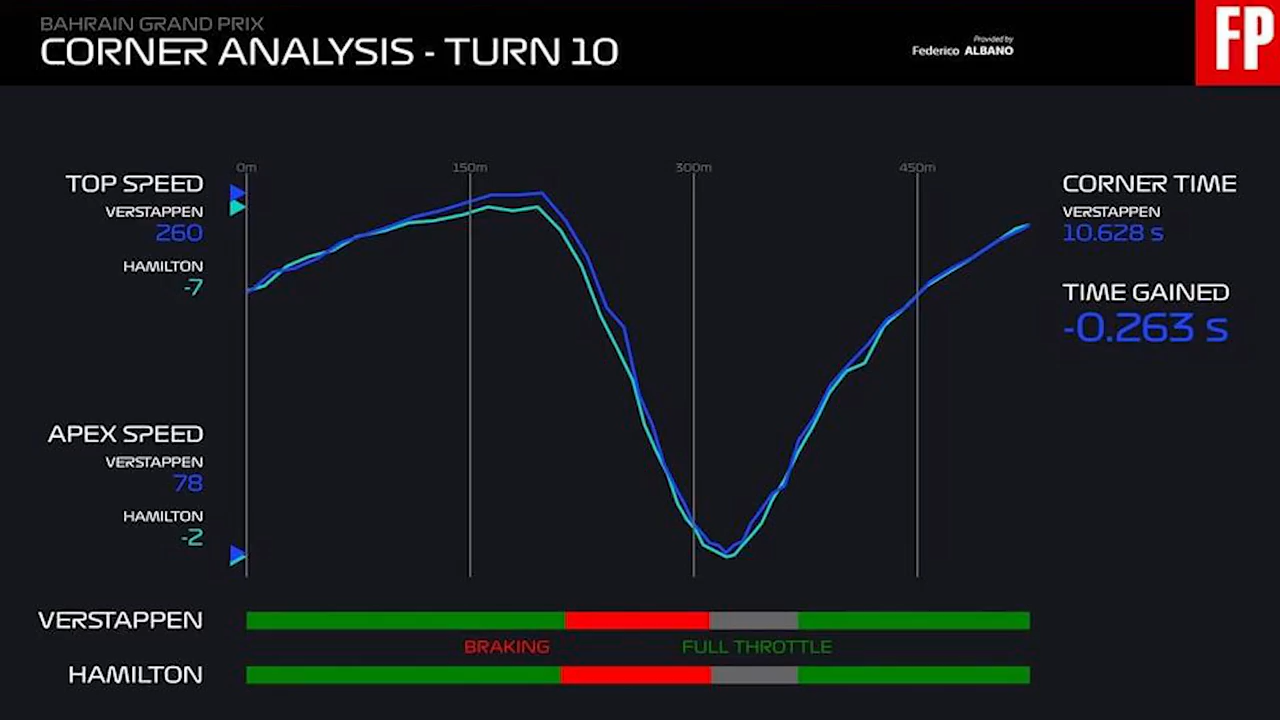 BAHRAIN GRAND PRIX
CORNER ANALYSIS - TURN 10
Provided by
Federico ALBANO
FP
0m 150m 300m 450m
TOP SPEED
VERSTAPPEN
260
HAMILTON
-7
CORNER TIME
VERSTAPPEN
10.628 s
TIME GAINED
-0.263 s
APEX SPEED
VERSTAPPEN
78
HAMILTON
-2
VERSTAPPEN
BRAKING FULL THROTTLE
HAMILTON